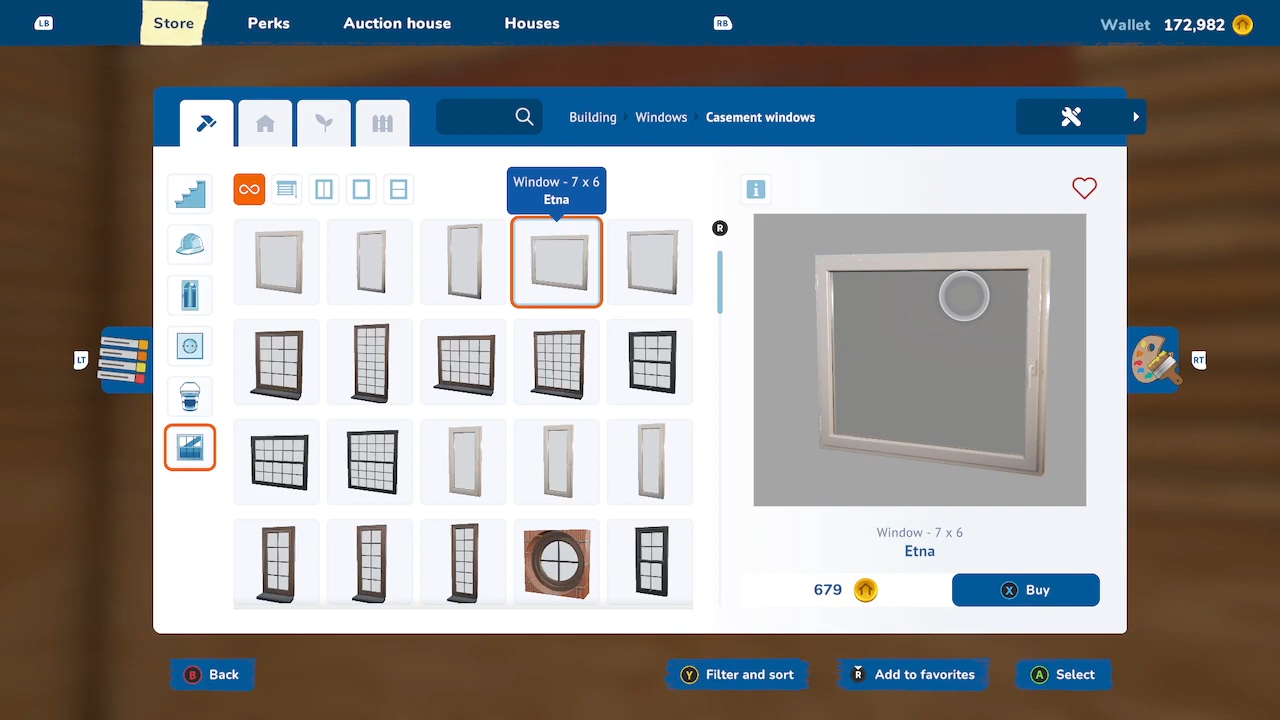 LB
Store
Perks
Auction house
Houses
RB
Wallet 172,982
Building
Windows
Casement windows
Window - 7 x 6
Etna
R
LT
RT
Window - 7 x 6
Etna
679
X Buy
B Back
Y Filter and sort
R Add to favorites
A Select